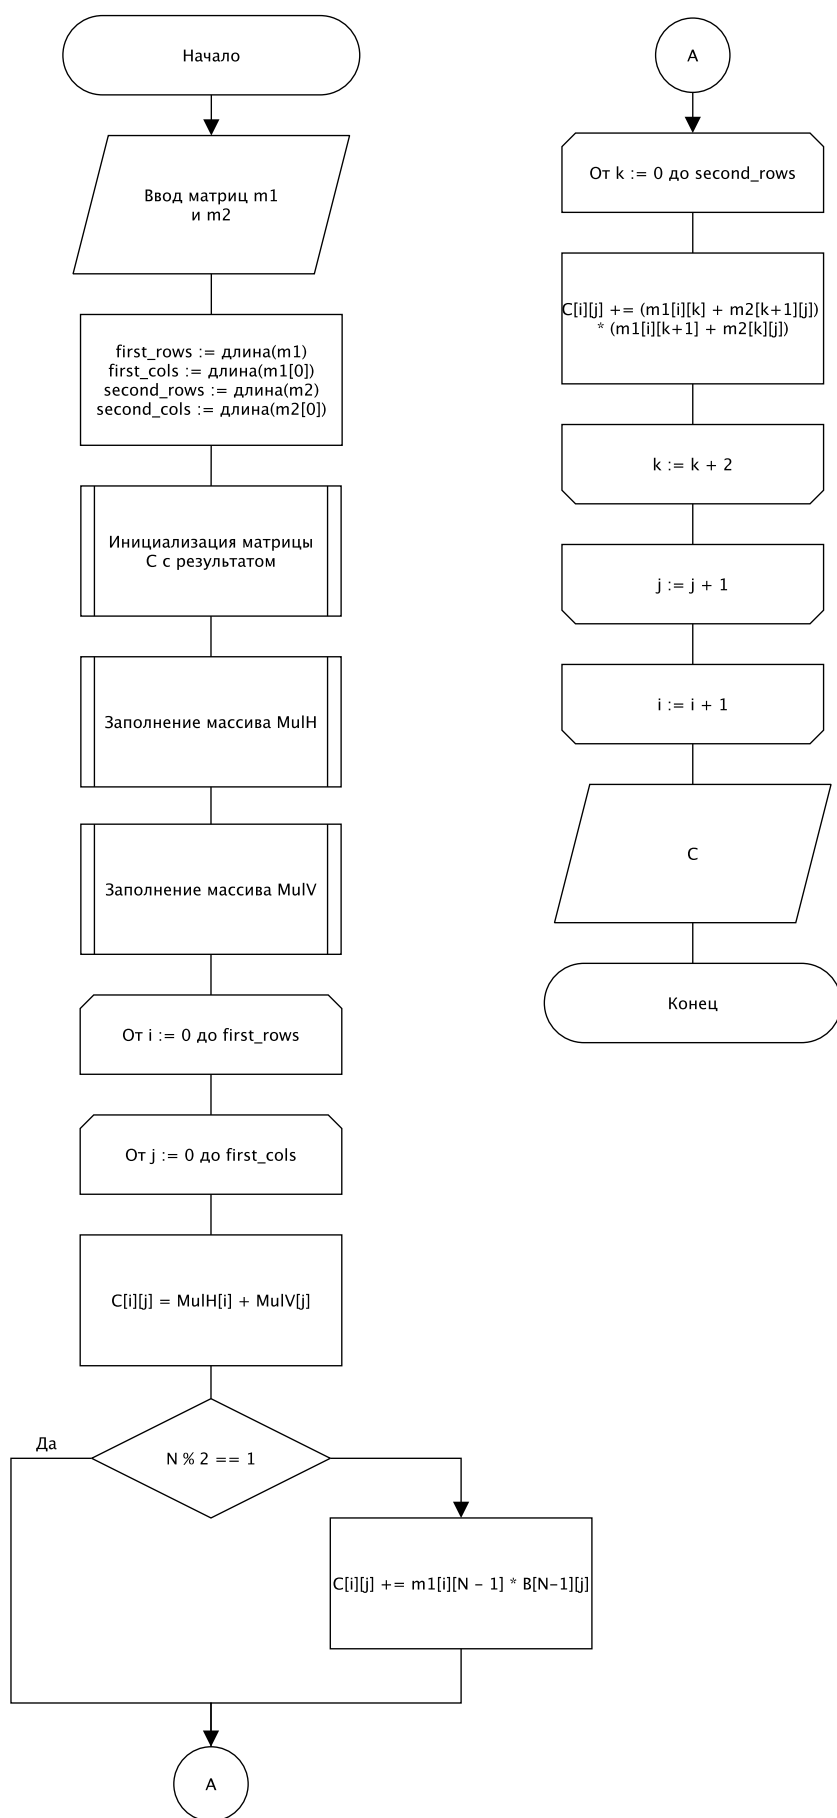 Начало
Ввод матриц m1
и m2
first_rows := длина(m1)
first_cols := длина(m1[0])
second_rows := длина(m2)
second_cols := длина(m2[0])
Инициализация матрицы
C с результатом
Заполнение массива MulH
Заполнение массива MulV
От i := 0 до first_rows
От j := 0 до first_cols
C[i][j] = MulH[i] + MulV[j]
Да
N % 2 == 1
C[i][j] += m1[i][N - 1] * B[N-1][j]
A
A
От k := 0 до second_rows
C[i][j] += (m1[i][k] + m2[k+1][j])
* (m1[i][k+1] + m2[k][j])
k := k + 2
j := j + 1
i := i + 1
C
Конец